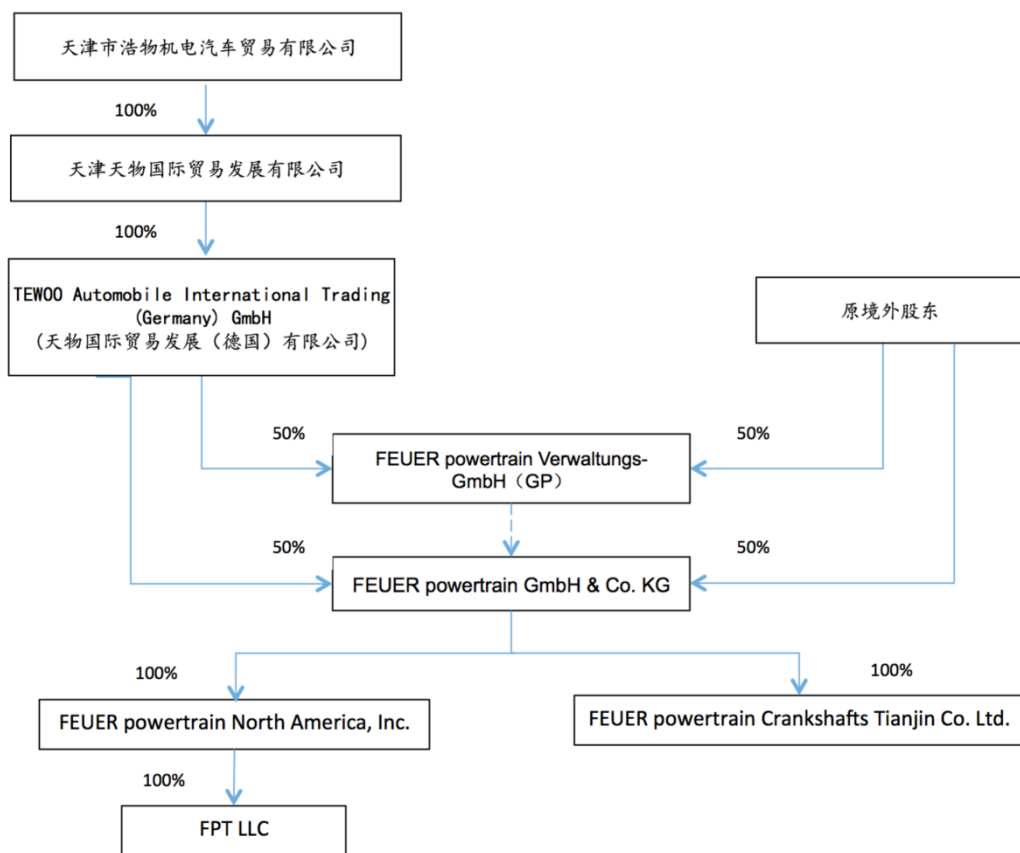 天津市浩物机电汽车贸易有限公司
100%
天津天物国际贸易发展有限公司
100%
TEWOO Automobile International Trading
(Germany) GmbH
(天物国际贸易发展（德国）有限公司)
原境外股东
50%
50%
FEUER powertrain Verwaltungs-
GmbH（GP）
50%
50%
FEUER powertrain GmbH & Co. KG
100%
100%
FEUER powertrain North America, Inc.
FEUER powertrain Crankshafts Tianjin Co. Ltd.
100%
FPT LLC